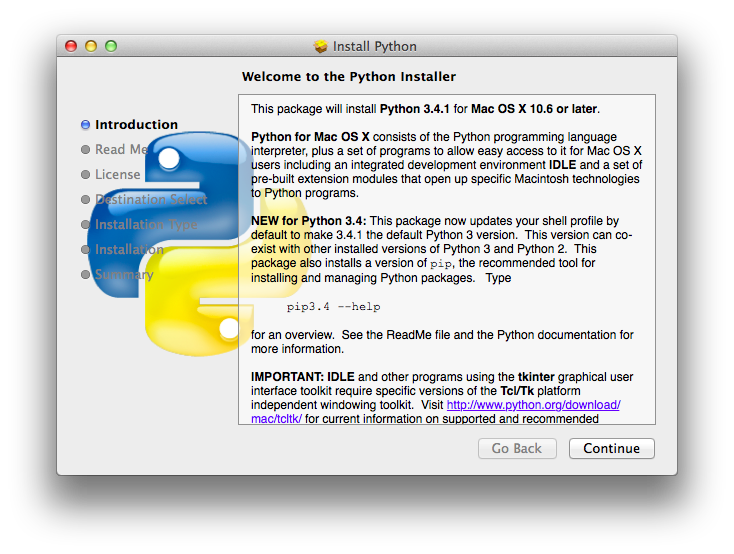 Install Python
Welcome to the Python Installer
Introduction
Read Me
License
Destination Select
Installation Type
Installation
Summary
This package will install Python 3.4.1 for Mac OS X 10.6 or later.
Python for Mac OS X consists of the Python programming language
interpreter, plus a set of programs to allow easy access to it for Mac OS X
users including an integrated development environment IDLE and a set of
pre-built extension modules that open up specific Macintosh technologies
to Python programs.
NEW for Python 3.4: This package now updates your shell profile by
default to make 3.4.1 the default Python 3 version.  This version can co-
exist with other installed versions of Python 3 and Python 2.  This
package also installs a version of pip, the recommended tool for
installing and managing Python packages.   Type
pip3.4 --help
for an overview.  See the ReadMe file and the Python documentation for
more information.
IMPORTANT: IDLE and other programs using the tkinter graphical user
interface toolkit require specific versions of the Tcl/Tk platform
independent windowing toolkit.  Visit http://www.python.org/download/
mac/tcltk/ for current information on supported and recommended
Go Back
Continue